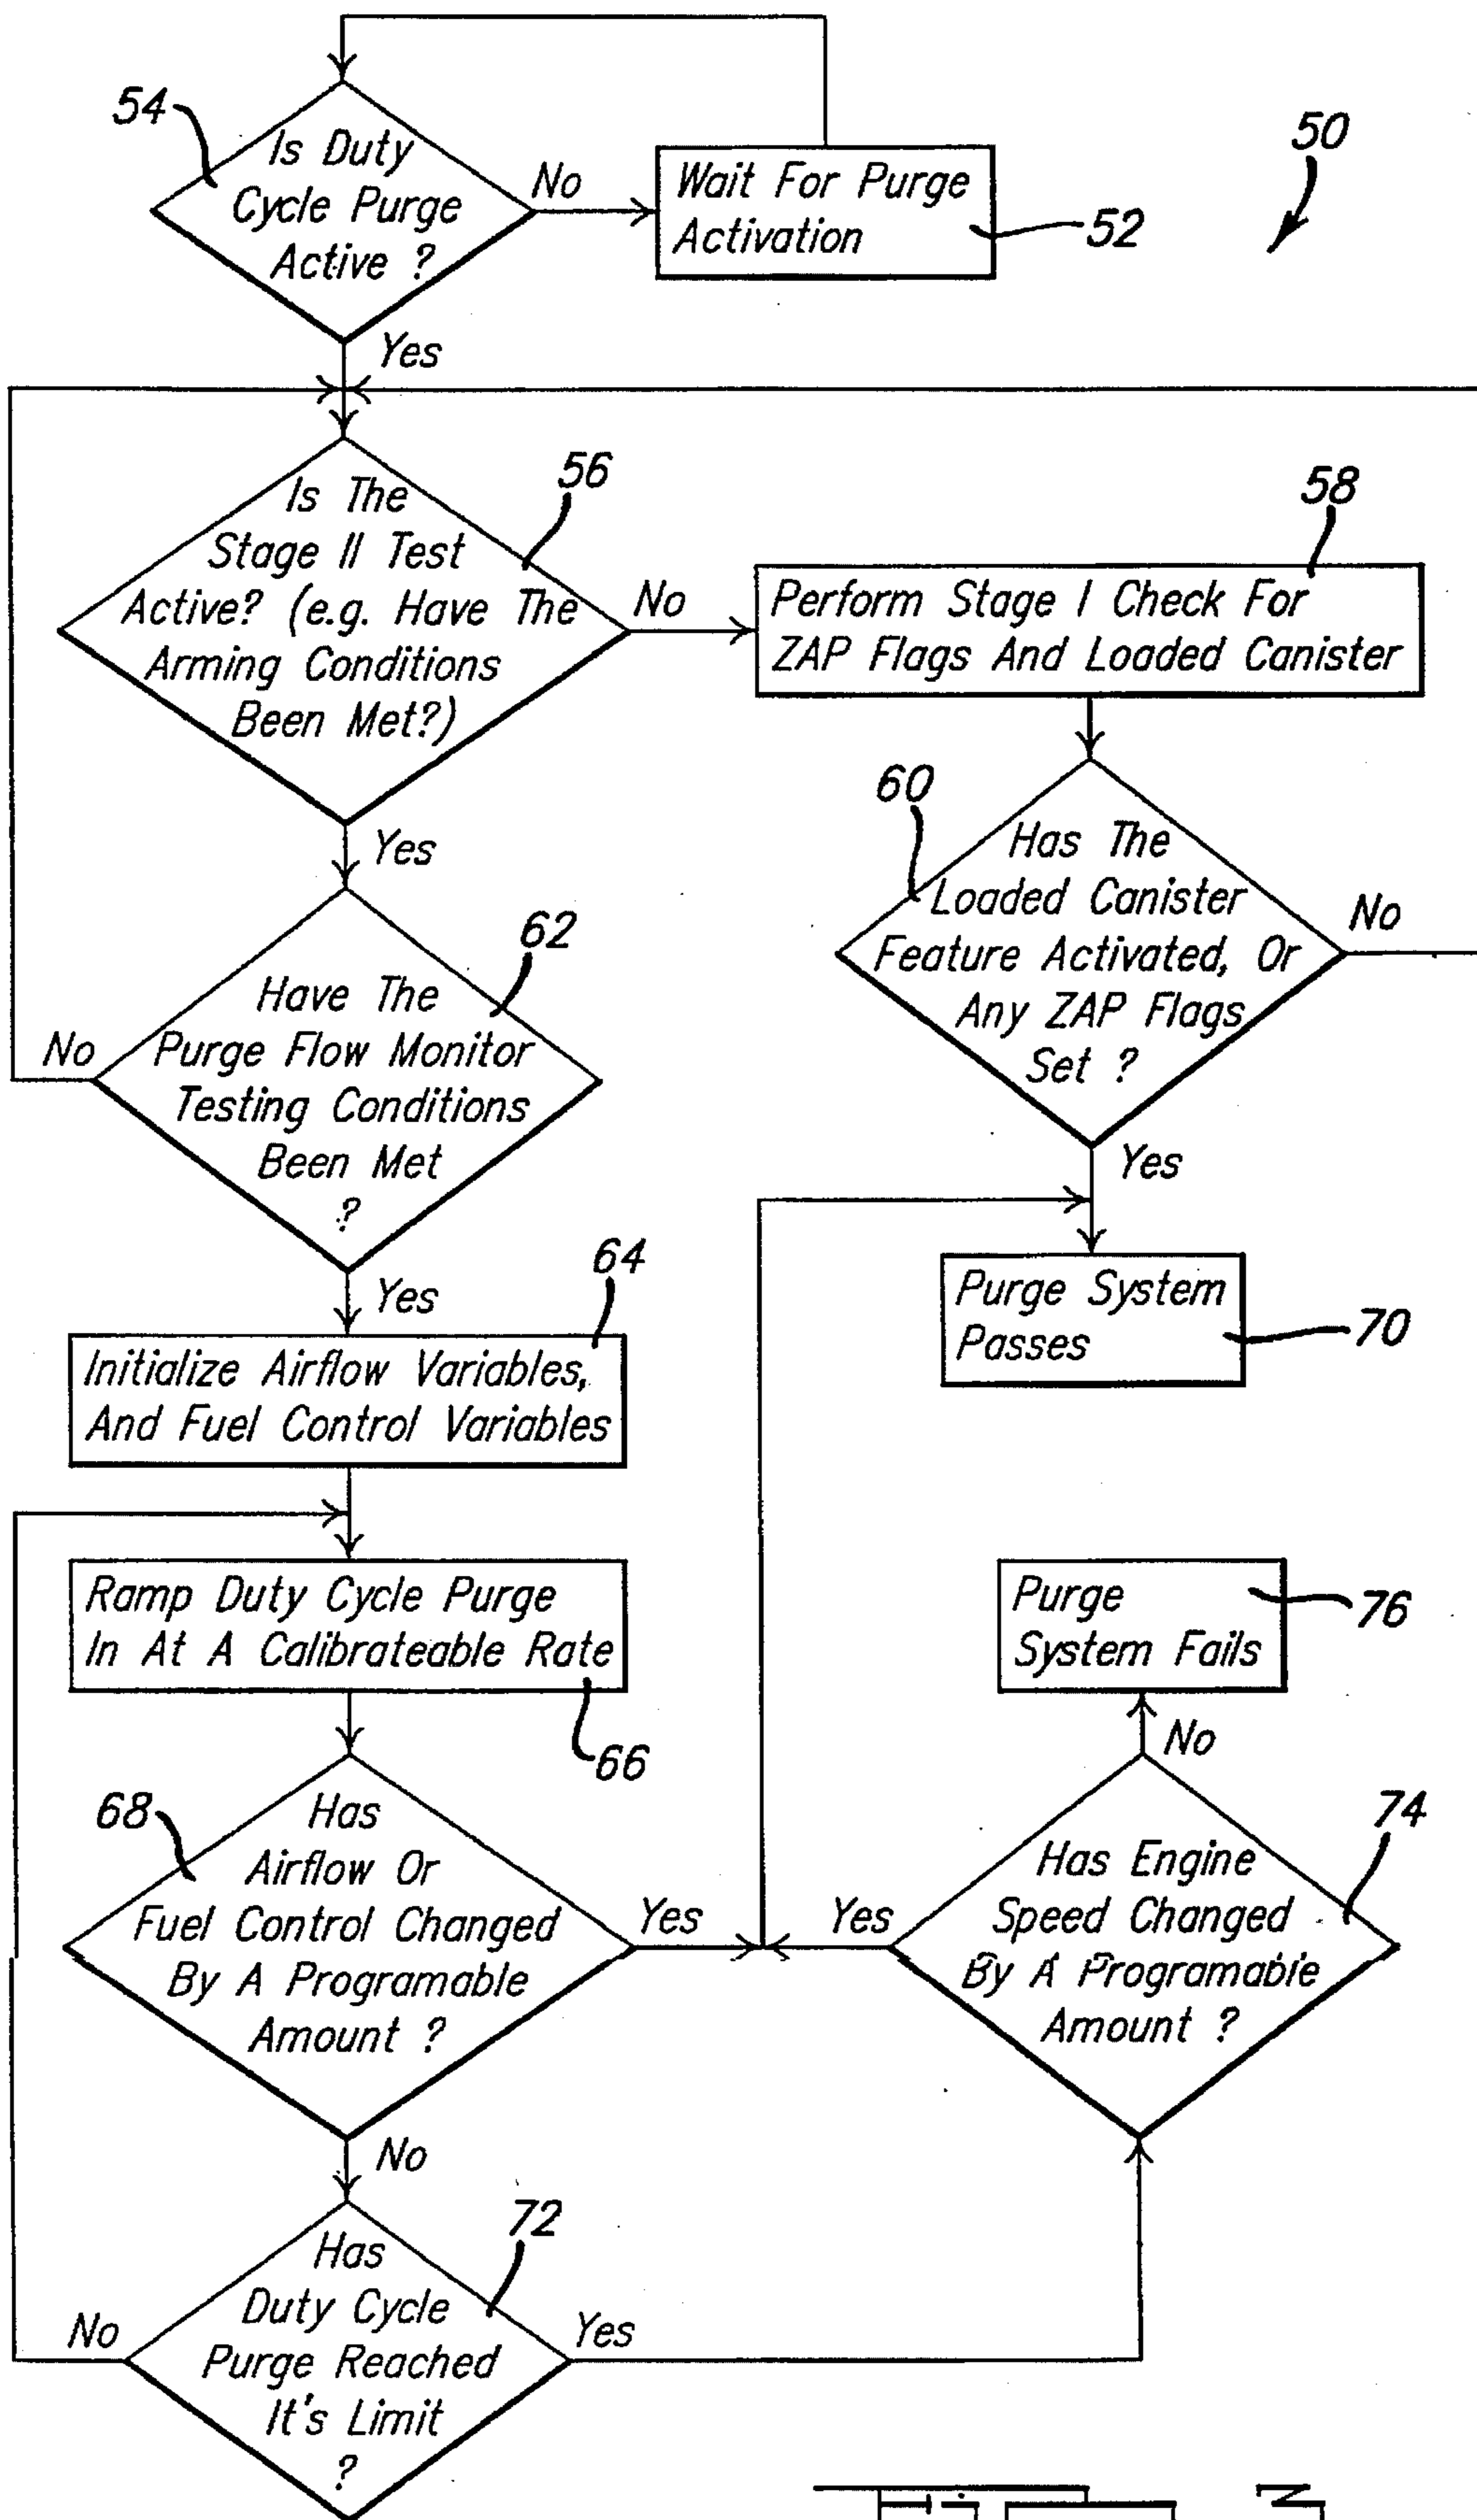 54
Is Duty
Cycle Purge
Active ?
No
Wait For Purge
Activation
52
50
Yes
56
Is The
Stage II Test
Active? (e.g. Have The
Arming Conditions
Been Met?)
No
58
Perform Stage I Check For
ZAP Flags And Loaded Canister
Yes
60
Has The
Loaded Canister
Feature Activated, Or
Any ZAP Flags
Set ?
No
Yes
62
Have The
Purge Flow Monitor
Testing Conditions
Been Met
?
No
Yes
Purge System
Passes
70
64
Initialize Airflow Variables,
And Fuel Control Variables
Ramp Duty Cycle Purge
In At A Calibrateable Rate
66
Purge
System Fails
76
No
68
Has
Airflow Or
Fuel Control Changed
By A Programable
Amount ?
Yes
Yes
74
Has Engine
Speed Changed
By A Programable
Amount ?
No
72
Has
Duty Cycle
Purge Reached
It's Limit
?
No
Yes